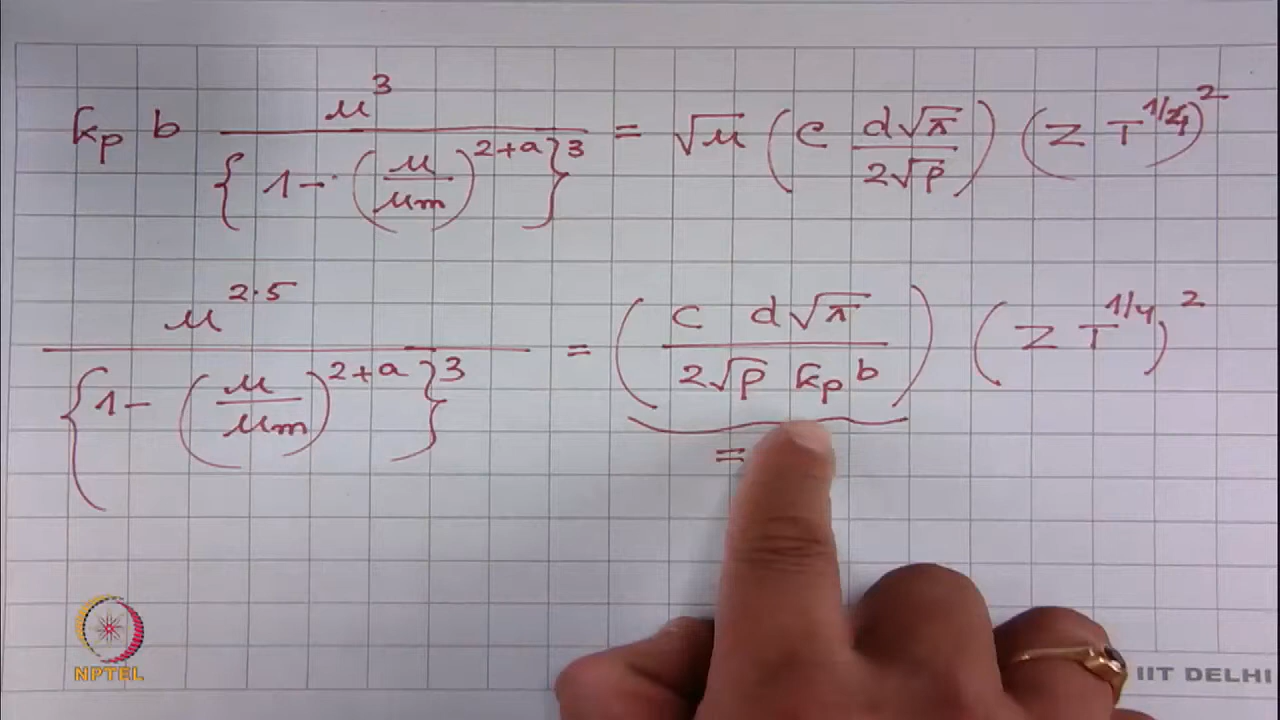 kp b μ^3 / {1 - (μ/μm)^(2+a)}^3 = √μ (c d√π / 2√p) (Z T^1/4)^2
μ^2.5 / {1 - (μ/μm)^(2+a)}^3 = (c d√π / 2√p kp b) (Z T^1/4)^2
=
NPTEL
IIT DELHI